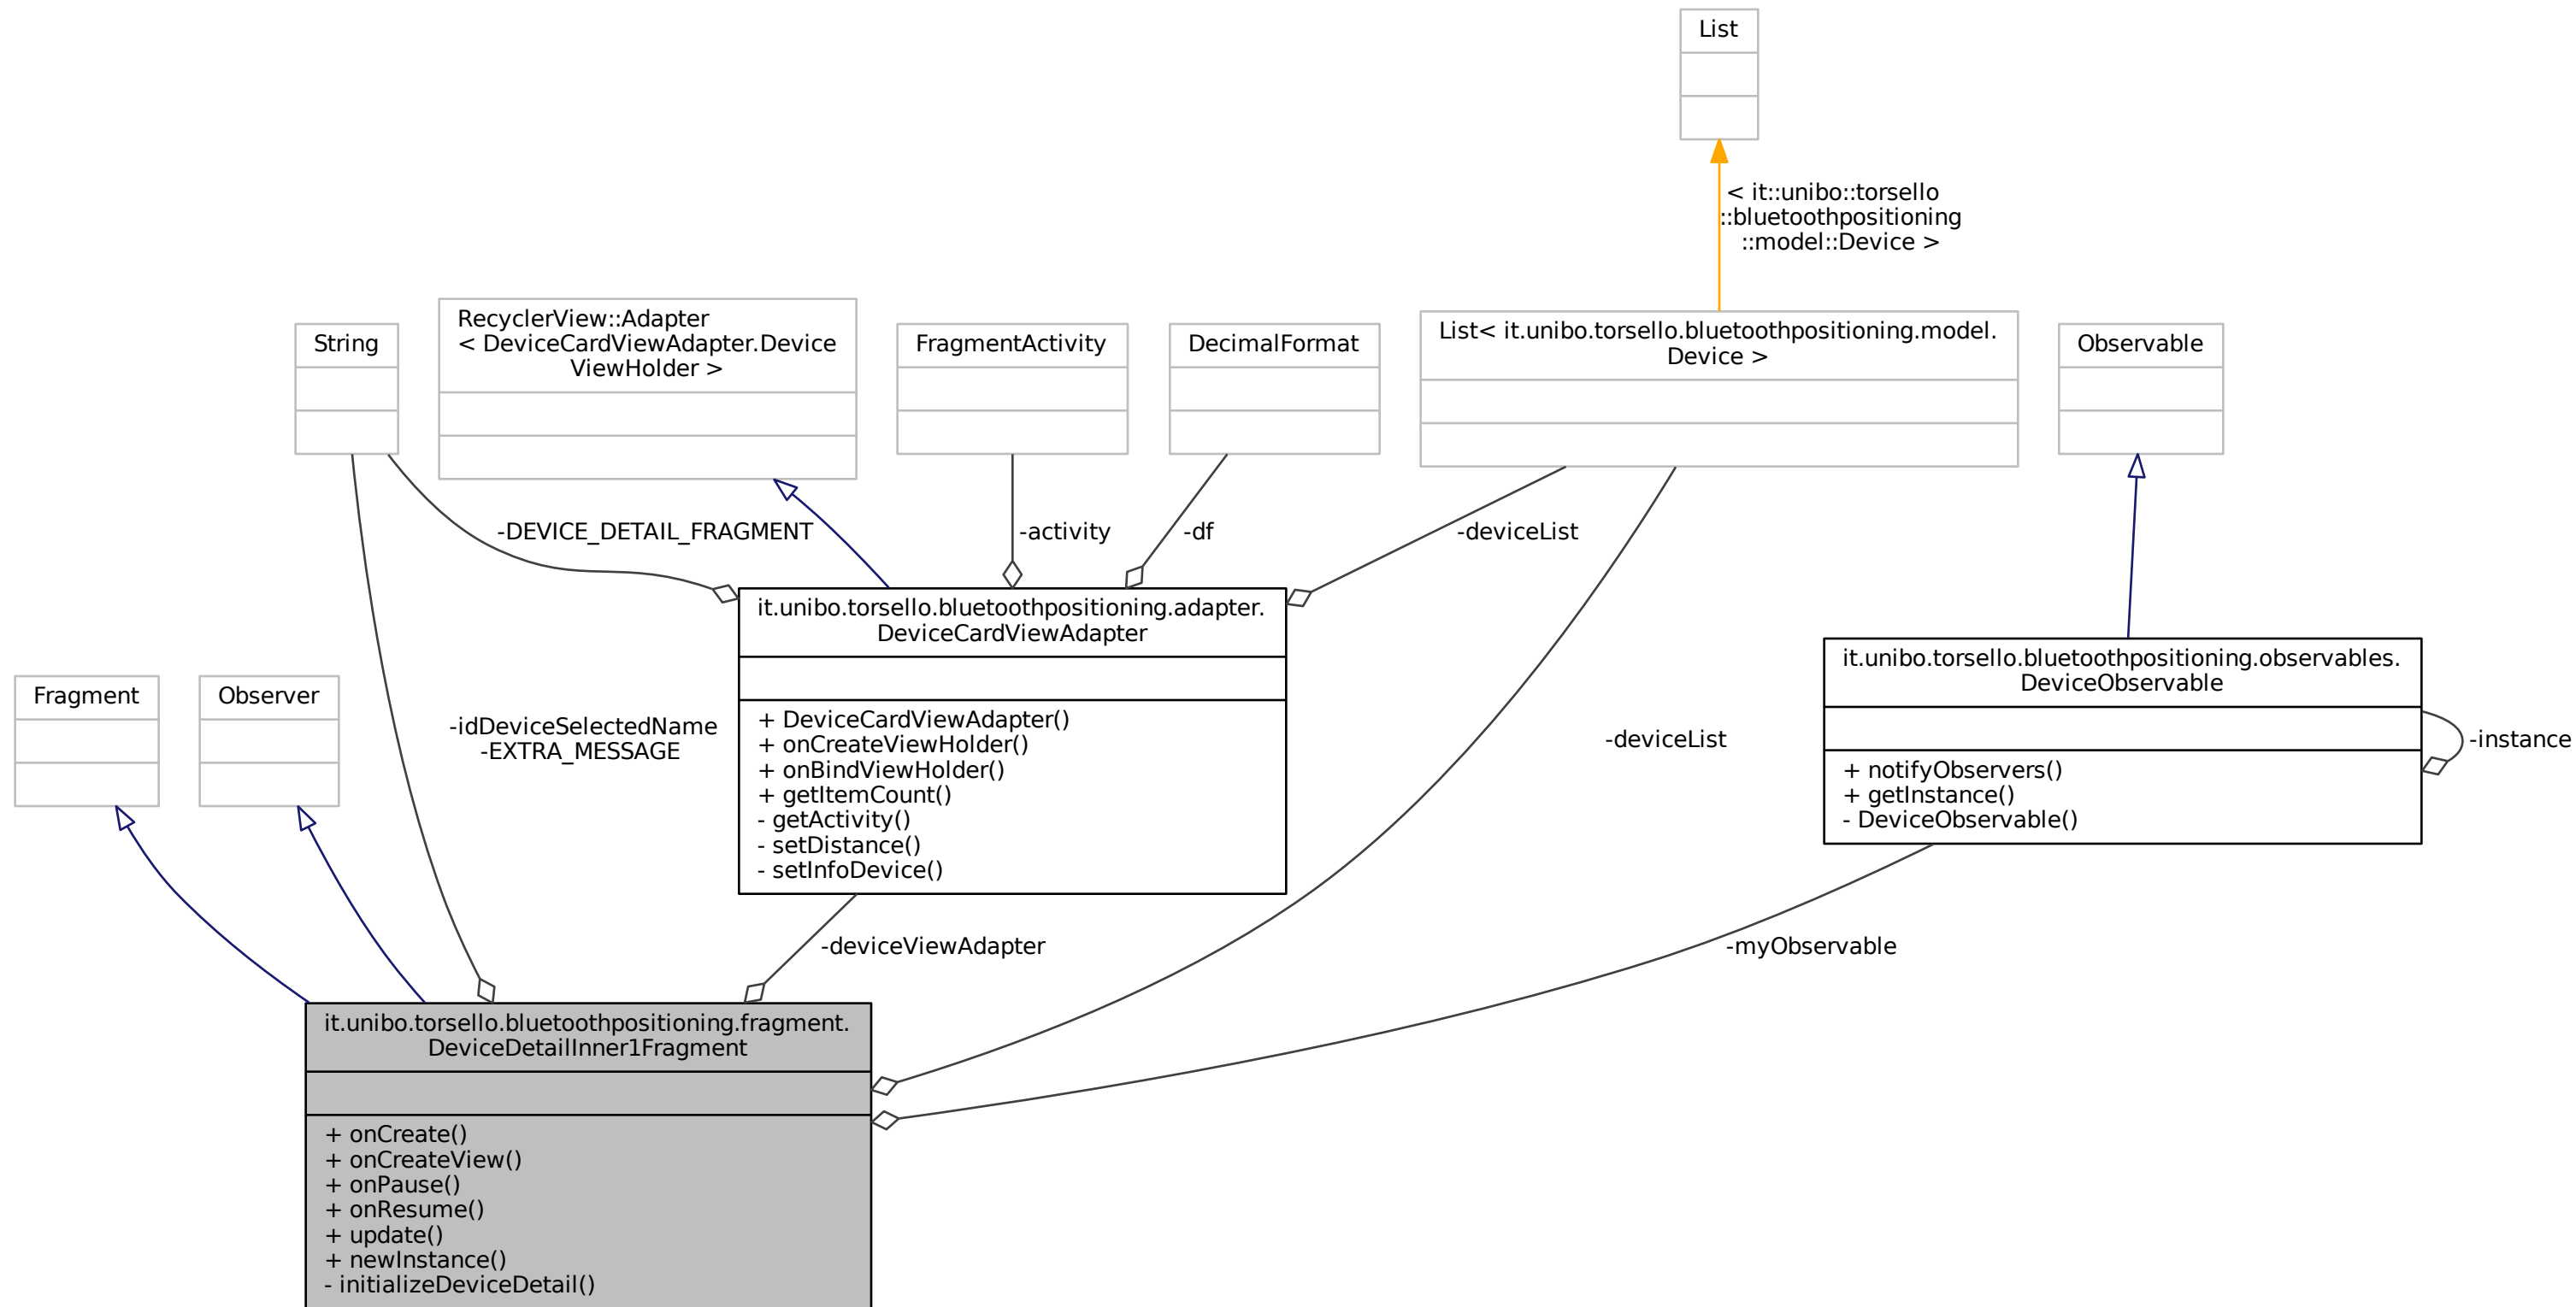 List
< it::unibo::torsello
::bluetoothpositioning
::model::Device >
String
RecyclerView::Adapter
< DeviceCardViewAdapter.Device
ViewHolder >
FragmentActivity
DecimalFormat
List< it.unibo.torsello.bluetoothpositioning.model.
Device >
Observable
-DEVICE_DETAIL_FRAGMENT
-activity
-df
-deviceList
it.unibo.torsello.bluetoothpositioning.adapter.
DeviceCardViewAdapter
+ DeviceCardViewAdapter()
+ onCreateViewHolder()
+ onBindViewHolder()
+ getItemCount()
- getActivity()
- setDistance()
- setInfoDevice()
it.unibo.torsello.bluetoothpositioning.observables.
DeviceObservable
+ notifyObservers()
+ getInstance()
- DeviceObservable()
-instance
Fragment
Observer
-idDeviceSelectedName
-EXTRA_MESSAGE
-deviceList
-deviceViewAdapter
-myObservable
it.unibo.torsello.bluetoothpositioning.fragment.
DeviceDetailInner1Fragment
+ onCreate()
+ onCreateView()
+ onPause()
+ onResume()
+ update()
+ newInstance()
- initializeDeviceDetail()